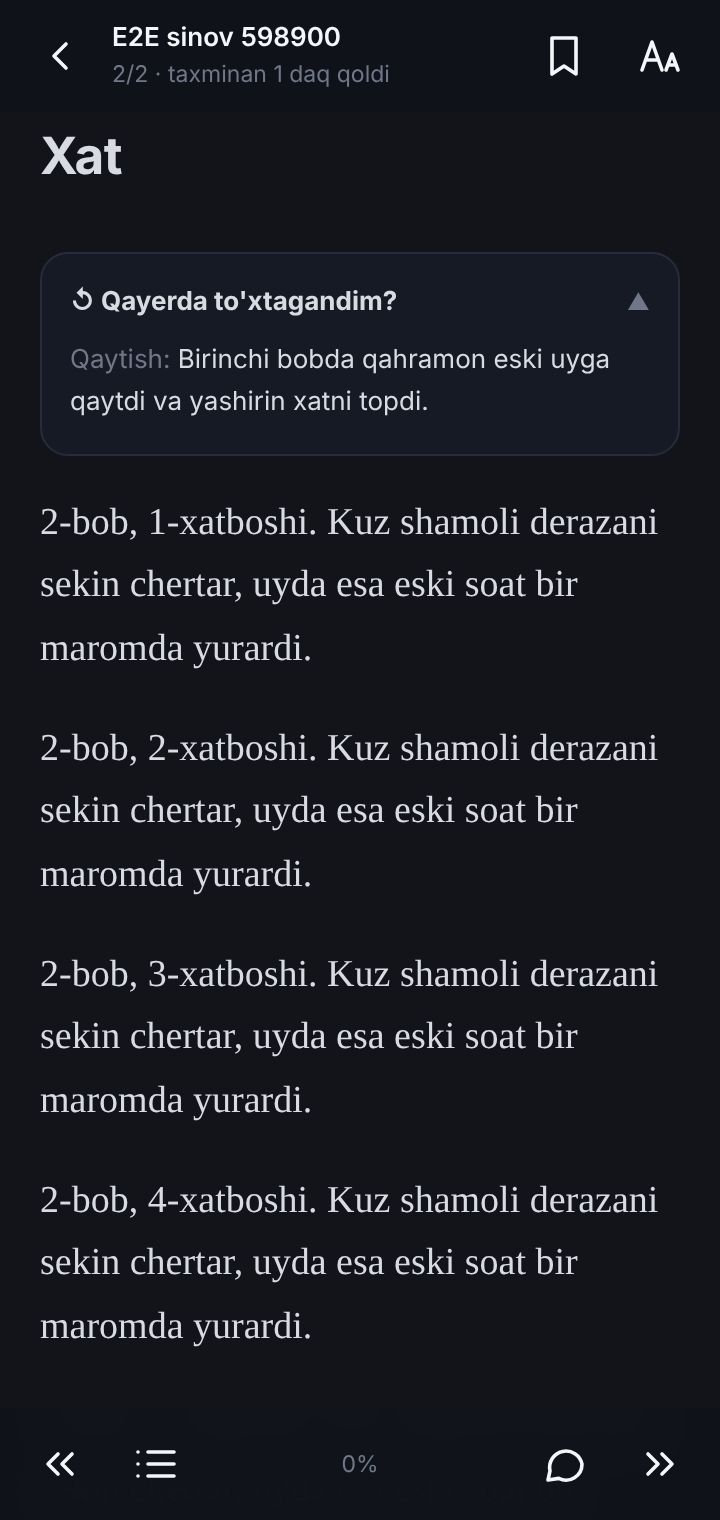 E2E sinov 598900
2/2 · taxminan 1 daq qoldi
AA
Xat
Qayerda to'xtagandim?
Qaytish: Birinchi bobda qahramon eski uyga
qaytdi va yashirin xatni topdi.
2-bob, 1-xatboshi. Kuz shamoli derazani
sekin chertar, uyda esa eski soat bir
maromda yurardi.
2-bob, 2-xatboshi. Kuz shamoli derazani
sekin chertar, uyda esa eski soat bir
maromda yurardi.
2-bob, 3-xatboshi. Kuz shamoli derazani
sekin chertar, uyda esa eski soat bir
maromda yurardi.
2-bob, 4-xatboshi. Kuz shamoli derazani
sekin chertar, uyda esa eski soat bir
maromda yurardi.
0%